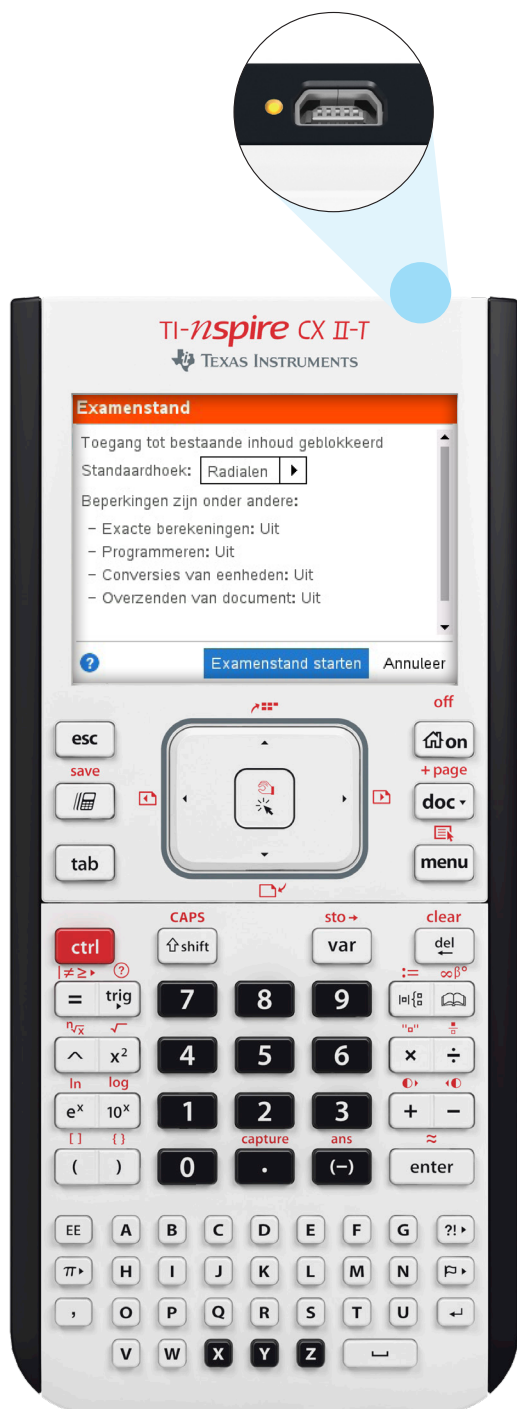 TI-nspire CX II-T
TEXAS INSTRUMENTS
Examenstand
Toegang tot bestaande inhoud geblokkeerd
Standaardhoek: Radialen
Beperkingen zijn onder andere:
– Exacte berekeningen: Uit
– Programmeren: Uit
– Conversies van eenheden: Uit
– Overzenden van document: Uit
? Examenstand starten Annuleer
off
esc on
save + page
doc
tab menu
CAPS sto→ clear
ctrl shift var del
|≠≥▸ ? := ∞β°
= trig 7 8 9 |□|{□
ⁿ√x √ "□"
^ x² 4 5 6 × ÷
ln log
eˣ 10ˣ 1 2 3 + −
[ ] { } capture ans ≈
( ) 0 . (−) enter
EE A B C D E F G ?!▸
π▸ H I J K L M N
, O P Q R S T U
V W X Y Z